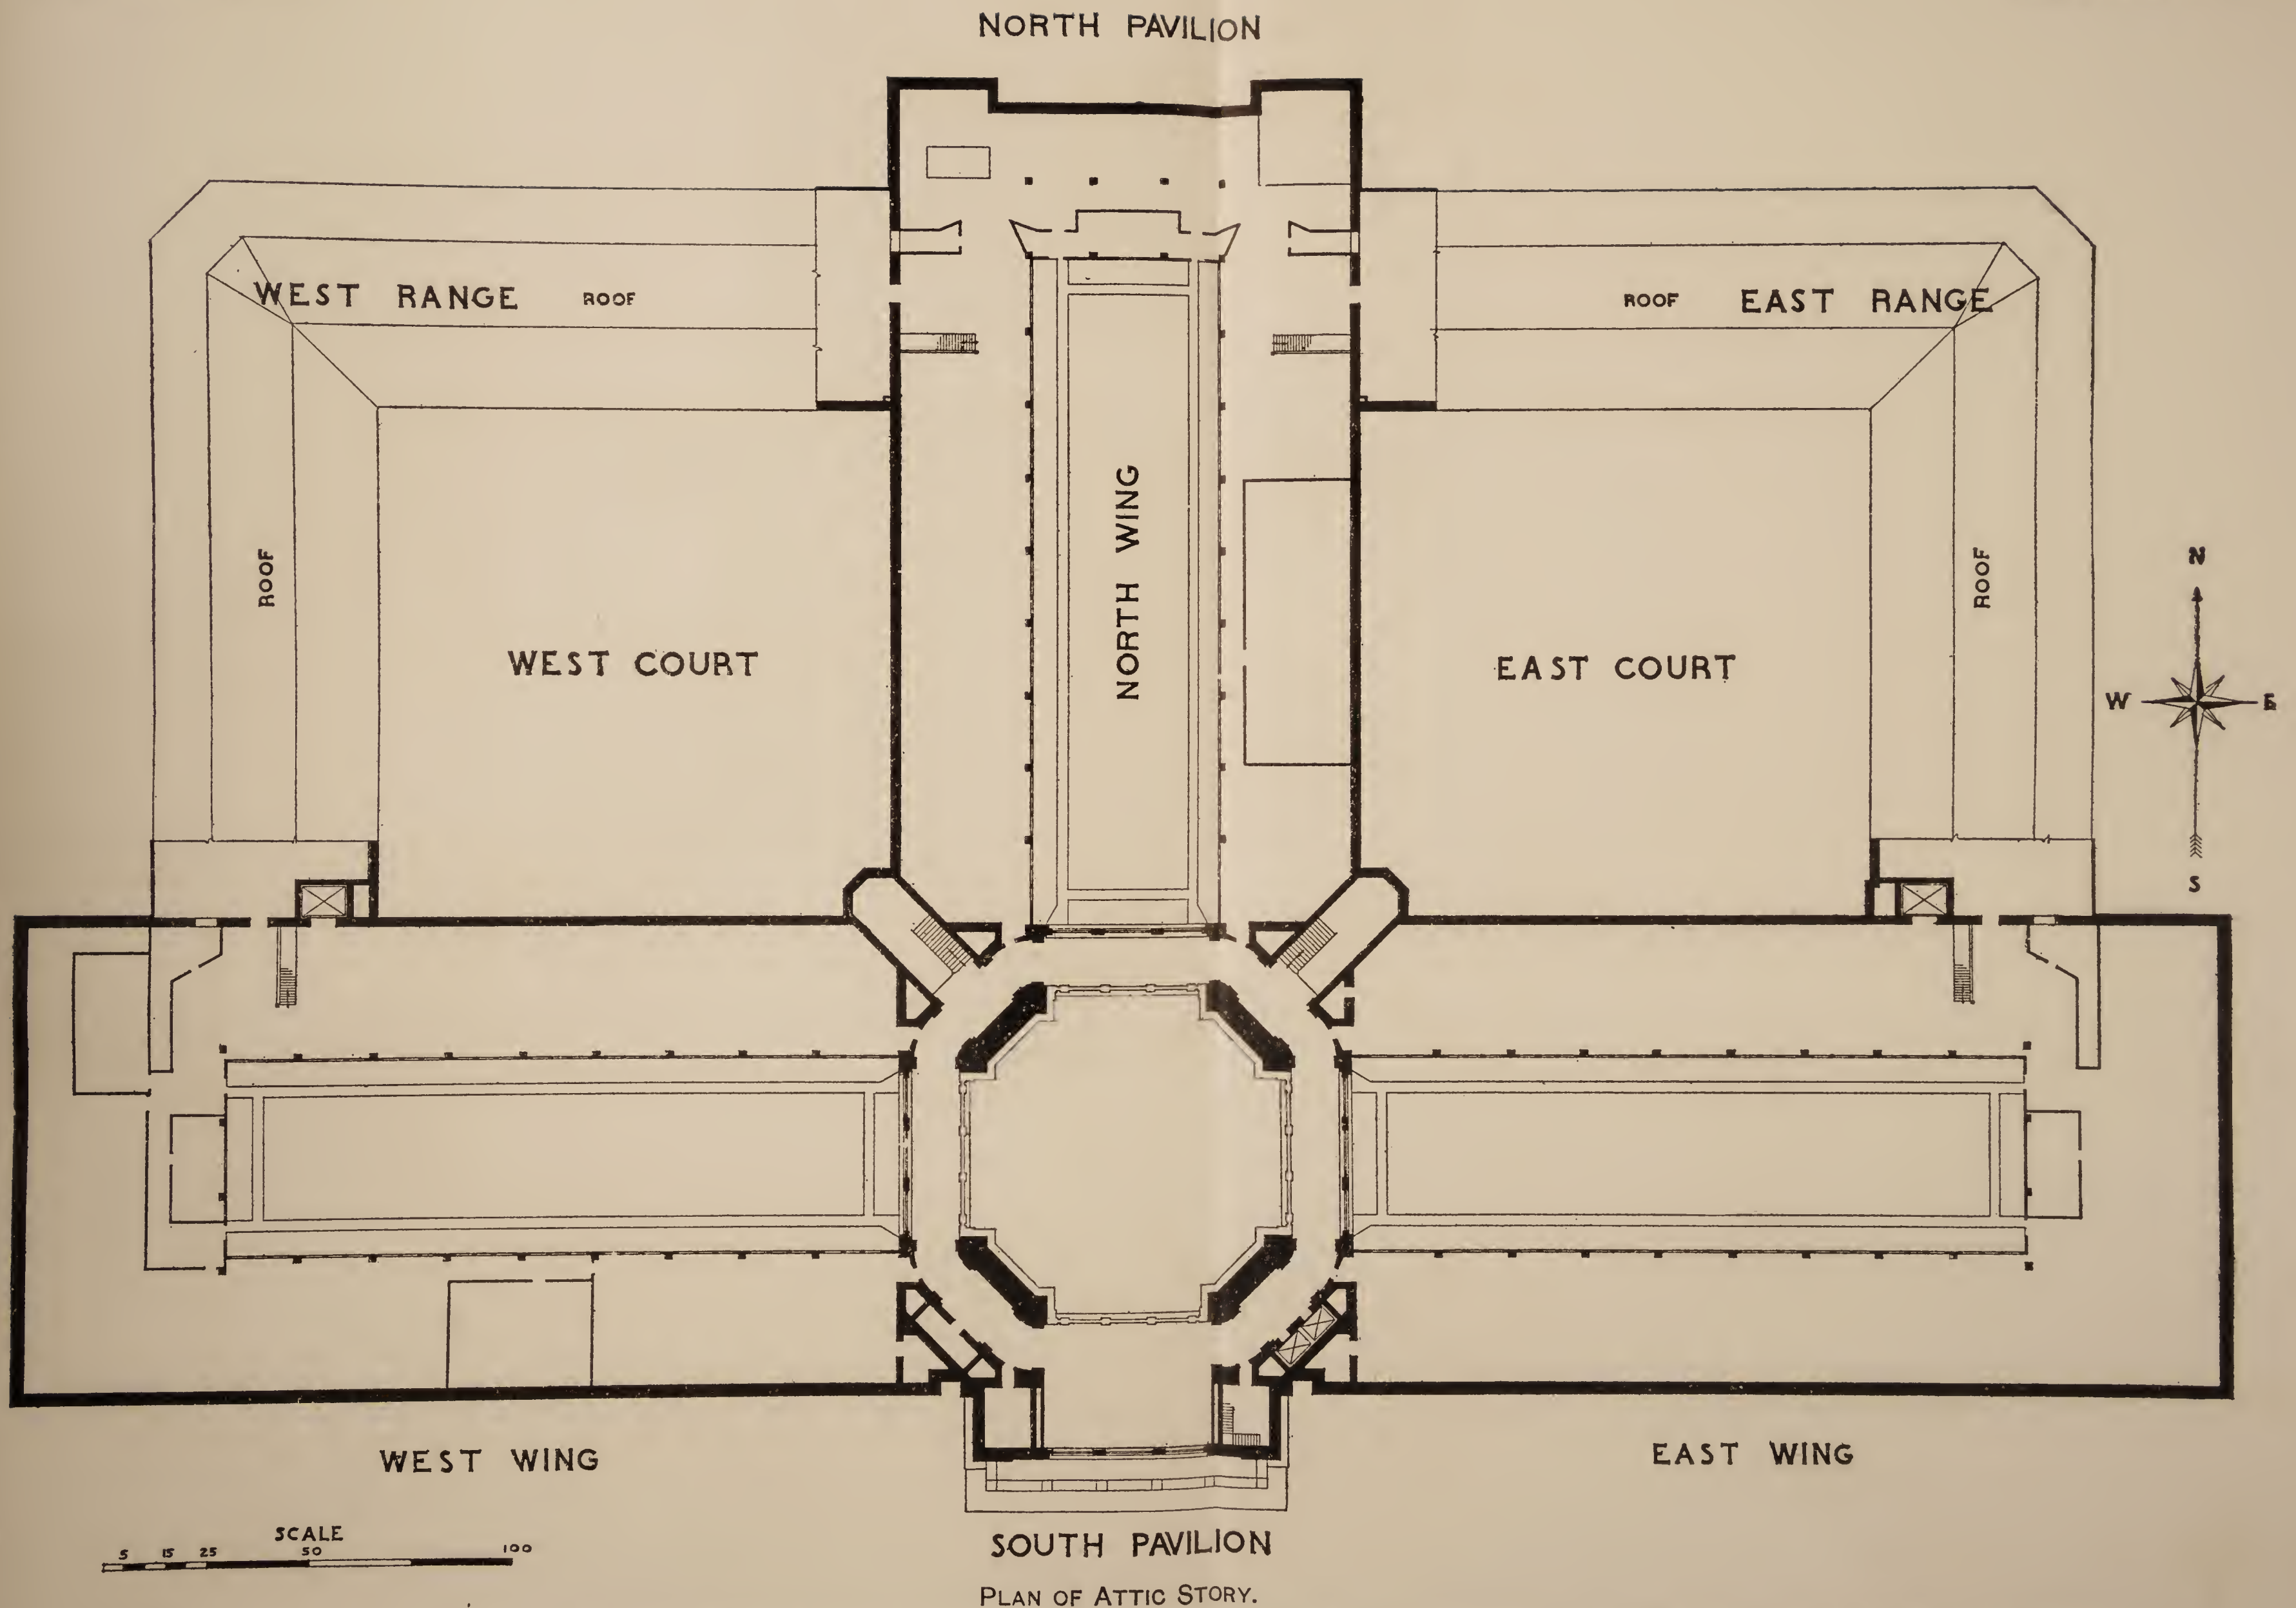 NORTH PAVILION
WEST RANGE ROOF
ROOF EAST RANGE
ROOF
NORTH WING
ROOF
WEST COURT
EAST COURT
N
W E
S
WEST WING
EAST WING
SCALE
5 15 25 50 100
SOUTH PAVILION
PLAN OF ATTIC STORY.